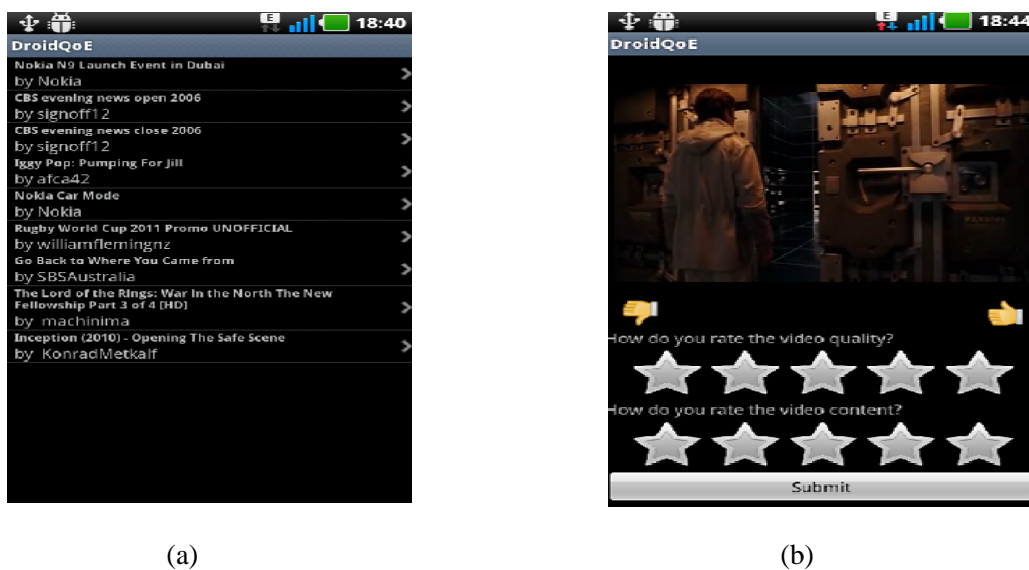 E
18:40
DroidQoE
Nokia N9 Launch Event in Dubai
by Nokia
CBS evening news open 2006
by signoff12
CBS evening news close 2006
by signoff12
Iggy Pop: Pumping For Jill
by afca42
Nokia Car Mode
by Nokia
Rugby World Cup 2011 Promo UNOFFICIAL
by williamflemingnz
Go Back to Where You Came from
by SBSAustralia
The Lord of the Rings: War in the North The New
Fellowship Part 3 of 4 [HD]
by machinima
Inception (2010) - Opening The Safe Scene
by KonradMetkalf
(a)
E
18:44
DroidQoE
How do you rate the video quality?
How do you rate the video content?
Submit
(b)